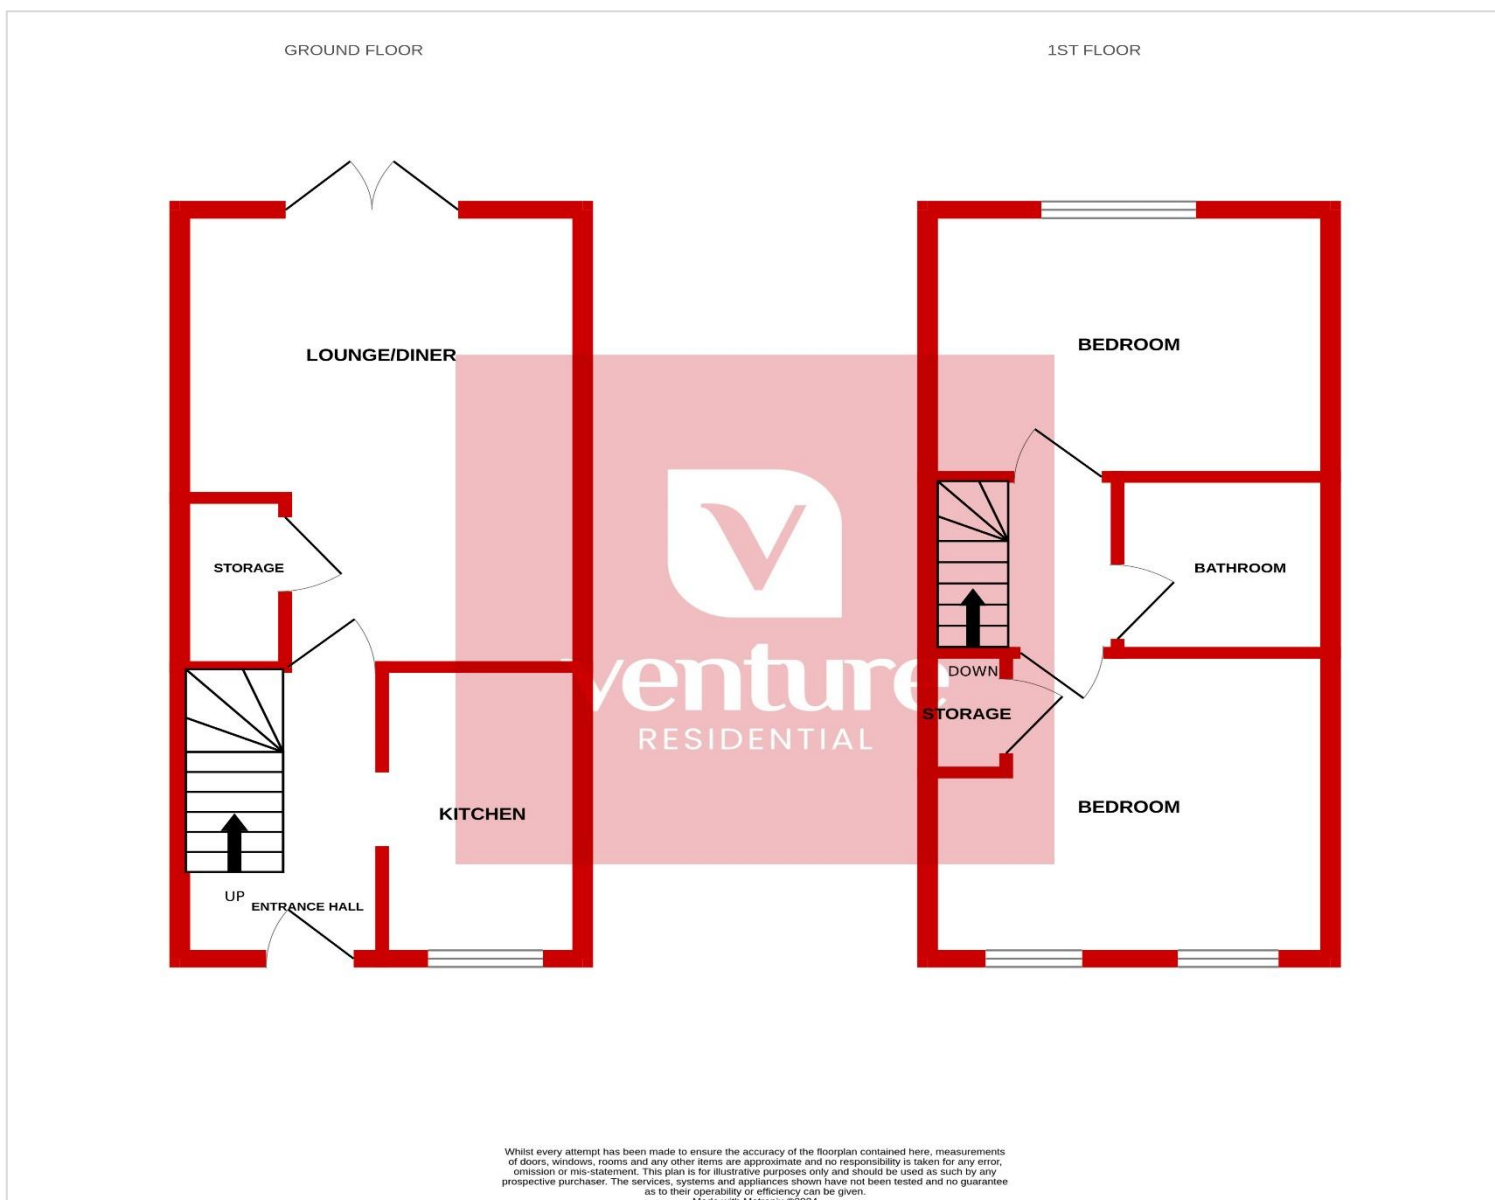 GROUND FLOOR
1ST FLOOR
LOUNGE/DINER
STORAGE
KITCHEN
UP
ENTRANCE HALL
BEDROOM
BATHROOM
DOWN
STORAGE
BEDROOM
venture
RESIDENTIAL
Whilst every attempt has been made to ensure the accuracy of the floorplan contained here, measurements
of doors, windows, rooms and any other items are approximate and no responsibility is taken for any error,
omission or mis-statement. This plan is for illustrative purposes only and should be used as such by any
prospective purchaser. The services, systems and appliances shown have not been tested and no guarantee
as to their operability or efficiency can be given.
Made with Metropix ©2024